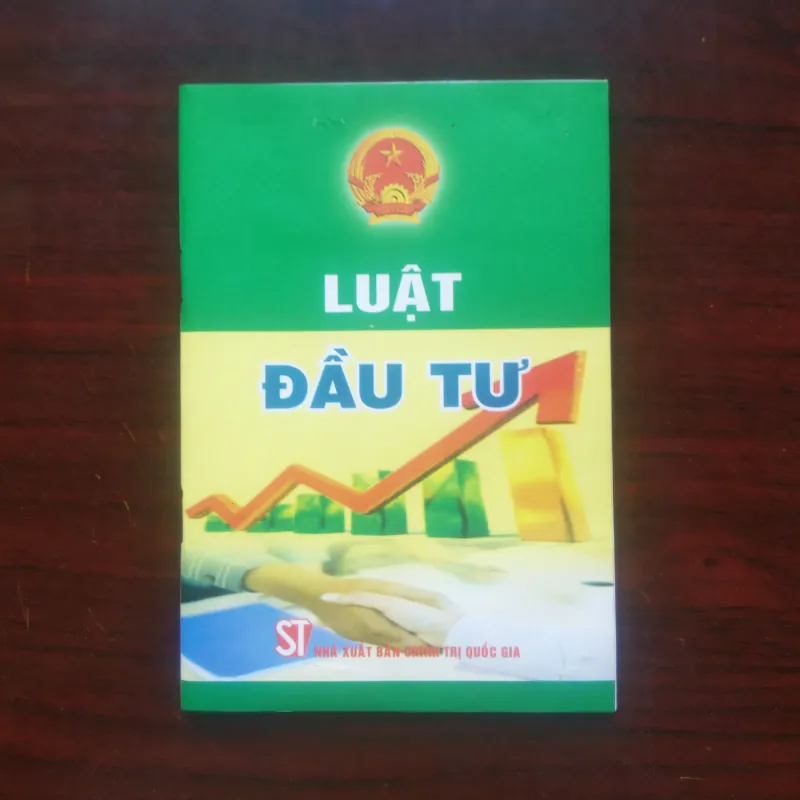 LUẬT
ĐẦU TƯ
ST
NHÀ XUẤT BẢN CHÍNH TRỊ QUỐC GIA